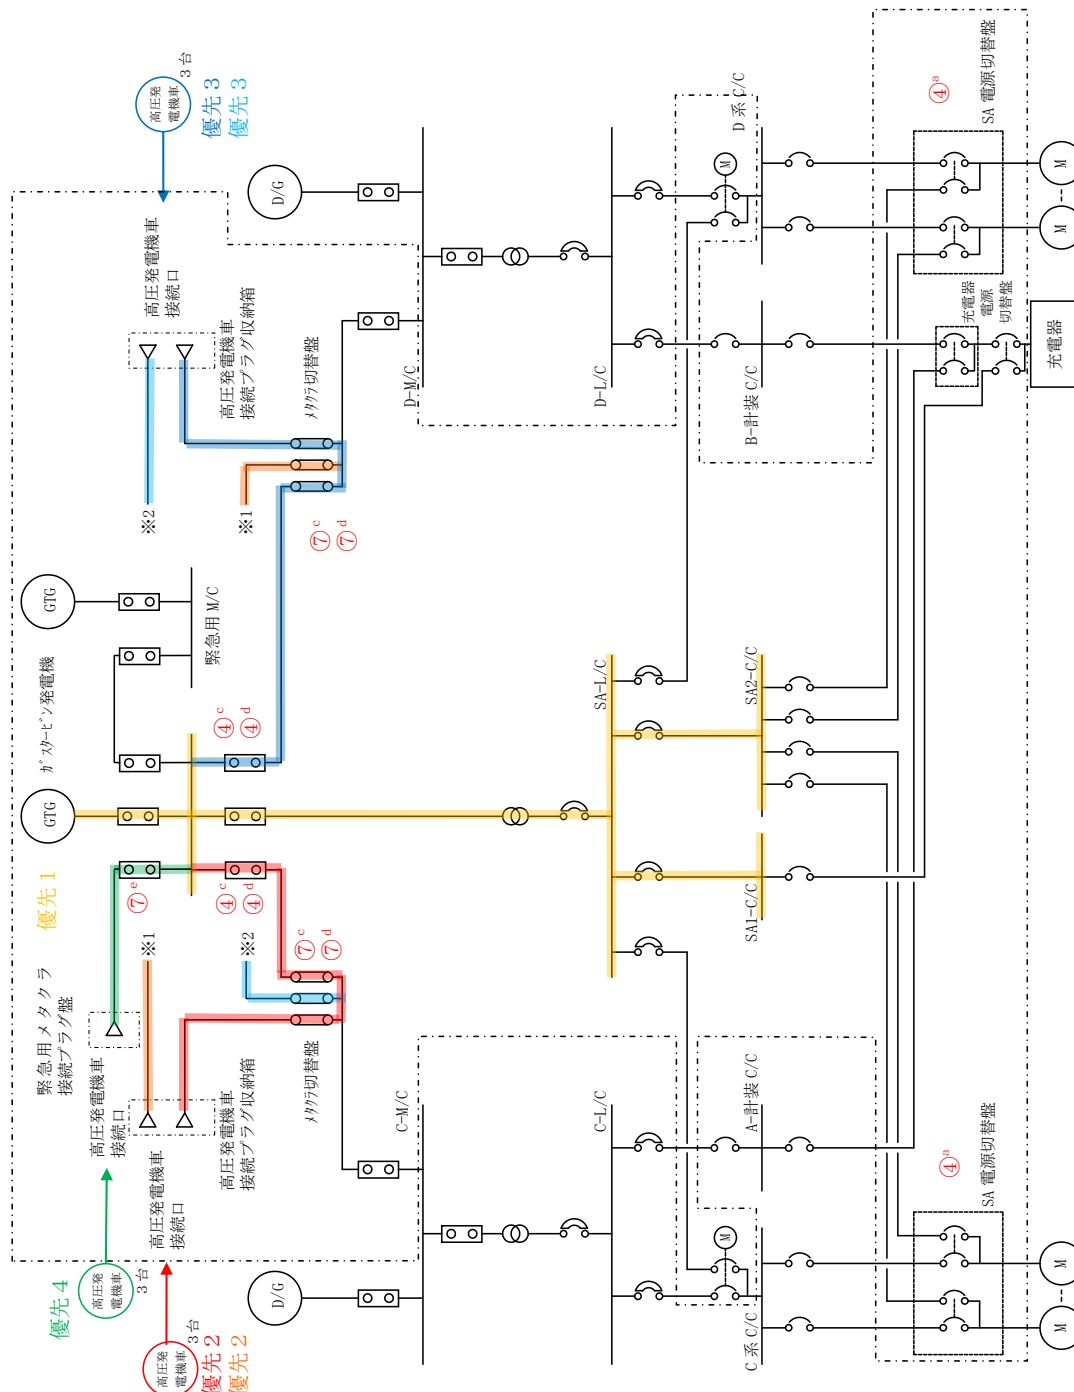 高圧発
電機車
3台
優先3
優先3
高圧発電機車
接続口
高圧発電機車
接続プラグ収納箱
メタクラ切替盤
※2
※1
⑦c
⑦d
D/G
D-M/C
D-L/C
D系C/C
M
B-計装C/C
④a
SA電源切替盤
M
M
充電器
電源
切替盤
充電器
GTG
緊急用M/C
ガスタービン発電機
GTG
④c
④d
優先1
⑦e
④c
④d
※1
※2
⑦c
⑦d
SA-L/C
SA2-C/C
SA1-C/C
緊急用メタクラ
接続プラグ盤
高圧発電機車
接続口
高圧発電機車
接続口
高圧発電機車
接続プラグ収納箱
メタクラ切替盤
優先4
高圧発
電機車
3台
高圧発
電機車
3台
優先2
優先2
D/G
C-M/C
C-L/C
C系C/C
M
A-計装C/C
④a
SA電源切替盤
M
M